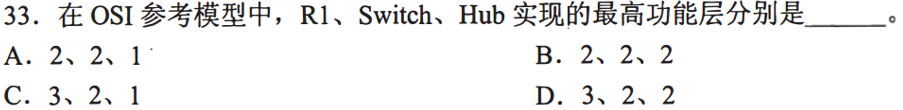 33. 在 OSI 参考模型中，R1、Switch、Hub 实现的最高功能层分别是______。
A. 2、2、1 B. 2、2、2
C. 3、2、1 D. 3、2、2